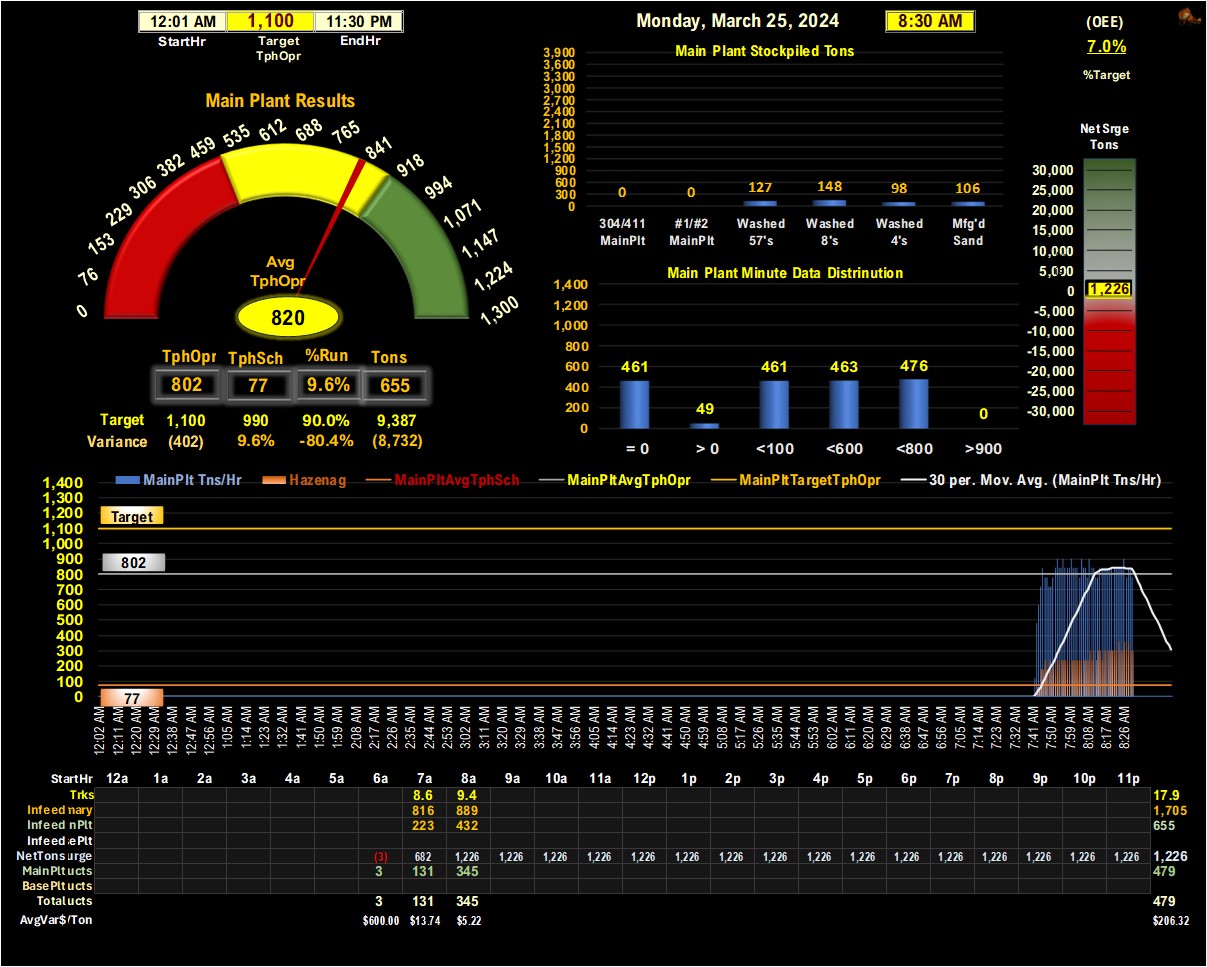 12:01 AM 1,100 11:30 PM
StartHr Target TphOpr EndHr
Monday, March 25, 2024 8:30 AM
(OEE)
7.0%
%Target
Main Plant Results
0 76 153 229 306 382 459 535 612 688 765 841 918 994 1,071 1,147 1,224 1,300
Avg
TphOpr
820
TphOpr TphSch %Run Tons
802 77 9.6% 655
Target 1,100 990 90.0% 9,387
Variance (402) 9.6% -80.4% (8,732)
Main Plant Stockpiled Tons
3,900
3,600
3,300
3,000
2,700
2,400
2,100
1,800
1,500
1,200
900
600
300
0
0 0 127 148 98 106
304/411 #1/#2 Washed Washed Washed Mfg'd
MainPlt MainPlt 57's 8's 4's Sand
Main Plant Minute Data Distrinution
1,400
1,200
1,000
800
600
400
200
0
461 49 461 463 476 0
= 0 > 0 <100 <600 <800 >900
Net Srge
Tons
30,000
25,000
20,000
15,000
10,000
5,000
0
-5,000
-10,000
-15,000
-20,000
-25,000
-30,000
1,226
MainPlt Tns/Hr Hazenag MainPltAvgTphSch MainPltAvgTphOpr MainPltTargetTphOpr 30 per. Mov. Avg. (MainPlt Tns/Hr)
1,400
1,300
1,200
1,100
1,000
900
800
700
600
500
400
300
200
100
0
Target
802
77
12:02 AM 12:11 AM 12:20 AM 12:29 AM 12:38 AM 12:47 AM 12:56 AM 1:05 AM 1:14 AM 1:23 AM 1:32 AM 1:41 AM 1:50 AM 1:59 AM 2:08 AM 2:17 AM 2:26 AM 2:35 AM 2:44 AM 2:53 AM 3:02 AM 3:11 AM 3:20 AM 3:29 AM 3:38 AM 3:47 AM 3:56 AM 4:05 AM 4:14 AM 4:23 AM 4:32 AM 4:41 AM 4:50 AM 4:59 AM 5:08 AM 5:17 AM 5:26 AM 5:35 AM 5:44 AM 5:53 AM 6:02 AM 6:11 AM 6:20 AM 6:29 AM 6:38 AM 6:47 AM 6:56 AM 7:05 AM 7:14 AM 7:23 AM 7:32 AM 7:41 AM 7:50 AM 7:59 AM 8:08 AM 8:17 AM 8:26 AM
StartHr 12a 1a 2a 3a 4a 5a 6a 7a 8a 9a 10a 11a 12p 1p 2p 3p 4p 5p 6p 7p 8p 9p 10p 11p
Trks 8.6 9.4 17.9
Infeed nary 816 889 1,705
Infeed nPlt 223 432 655
Infeed ePlt
NetTons urge (3) 682 1,226 1,226 1,226 1,226 1,226 1,226 1,226 1,226 1,226 1,226 1,226 1,226 1,226 1,226 1,226 1,226 1,226
MainPlt ucts 3 131 345 479
BasePlt ucts
Total ucts 3 131 345 479
AvgVar$/Ton $600.00 $13.74 $5.22 $206.32